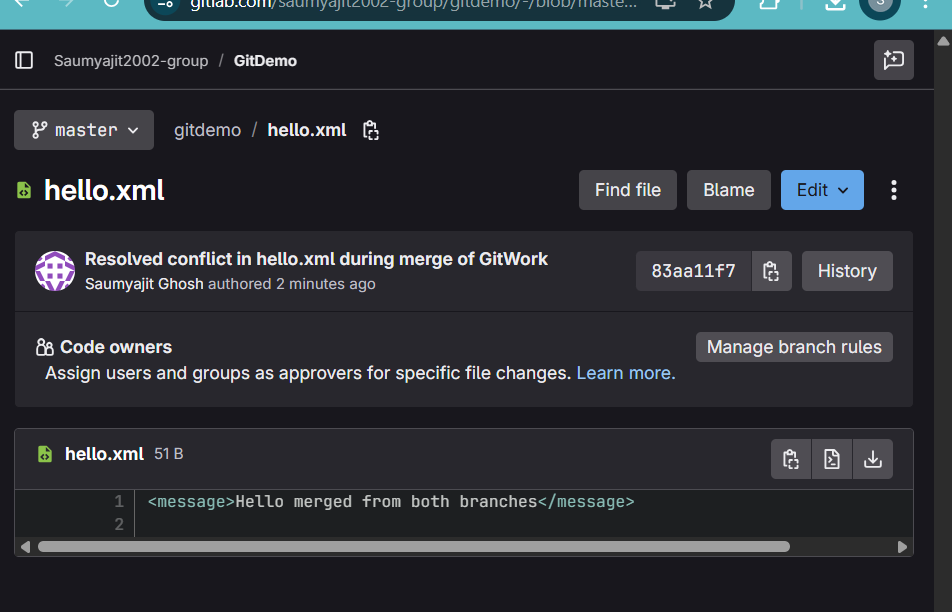 gitlab.com/saumyajit2002-group/gitdemo/-/blob/maste...
S
Saumyajit2002-group / GitDemo
master gitdemo / hello.xml
hello.xml Find file Blame Edit
Resolved conflict in hello.xml during merge of GitWork
Saumyajit Ghosh authored 2 minutes ago
83aa11f7 History
Code owners
Manage branch rules
Assign users and groups as approvers for specific file changes. Learn more.
hello.xml 51 B
1 <message>Hello merged from both branches</message>
2